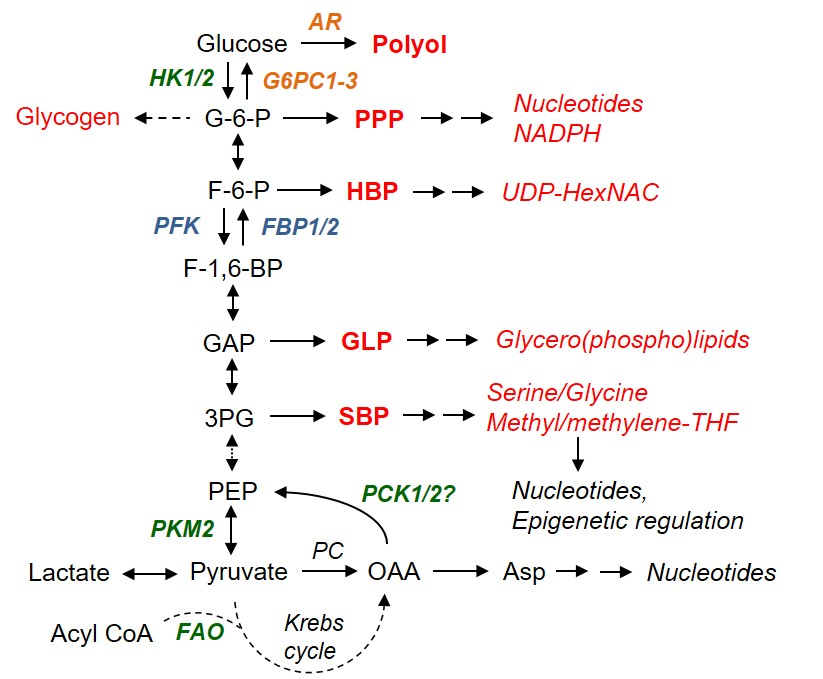 AR
Glucose
Polyol
HK1/2
G6PC1-3
Glycogen
G-6-P
PPP
Nucleotides
NADPH
F-6-P
HBP
UDP-HexNAC
PFK
FBP1/2
F-1,6-BP
GAP
GLP
Glycero(phospho)lipids
3PG
SBP
Serine/Glycine
Methyl/methylene-THF
PEP
PCK1/2?
Nucleotides,
Epigenetic regulation
PKM2
PC
Lactate
Pyruvate
OAA
Asp
Nucleotides
Acyl CoA
FAO
Krebs
cycle